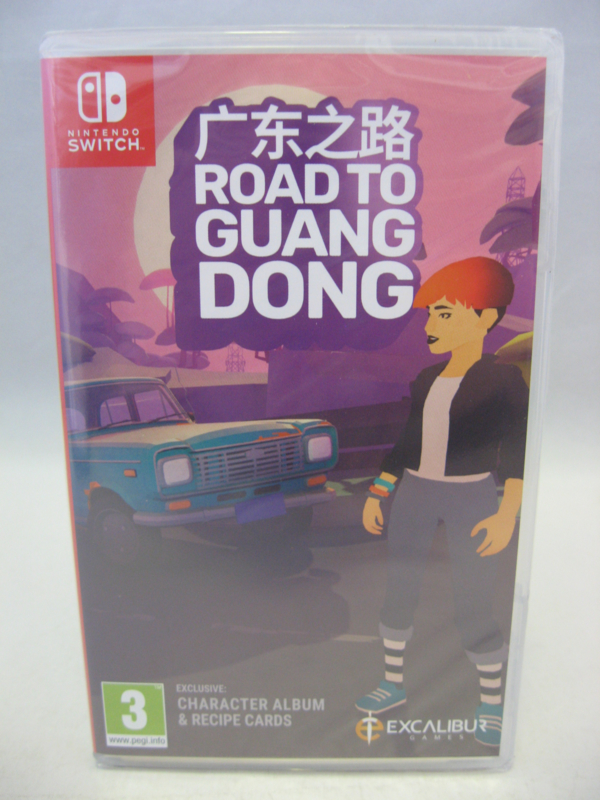 NINTENDO
SWITCH™
广东之路
ROAD TO
GUANG
DONG
3
www.pegi.info
EXCLUSIVE:
CHARACTER ALBUM
& RECIPE CARDS
EXCALIBUR
GAMES